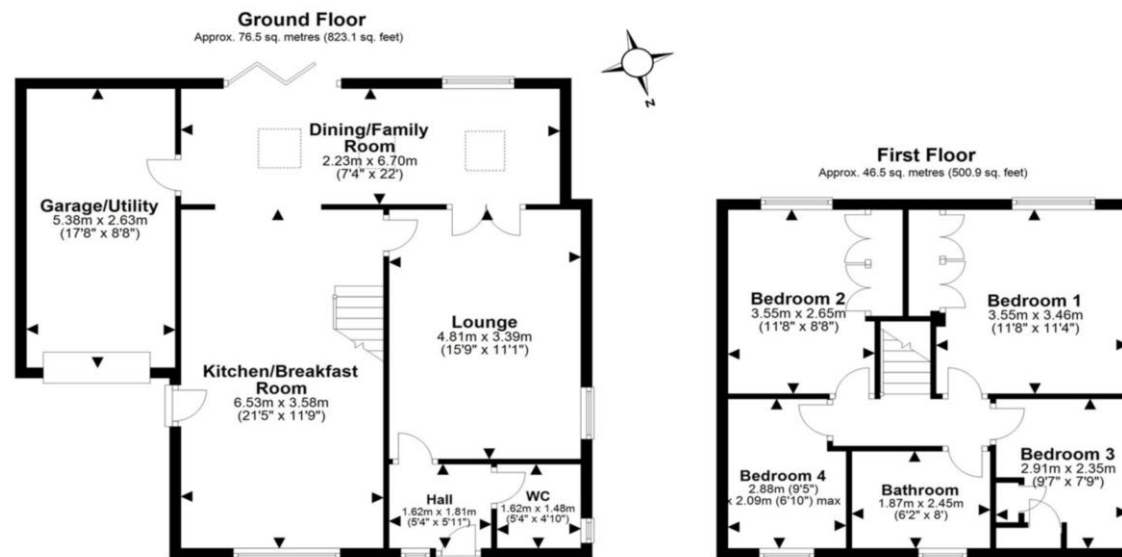 Ground Floor
Approx. 76.5 sq. metres (823.1 sq. feet)
N
Dining/Family
Room
2.23m x 6.70m
(7'4" x 22')
Garage/Utility
5.38m x 2.63m
(17'8" x 8'8")
Lounge
4.81m x 3.39m
(15'9" x 11'1")
Kitchen/Breakfast
Room
6.53m x 3.58m
(21'5" x 11'9")
Hall
1.62m x 1.81m
(5'4" x 5'11")
WC
1.62m x 1.48m
(5'4" x 4'10")
First Floor
Approx. 46.5 sq. metres (500.9 sq. feet)
Bedroom 2
3.55m x 2.65m
(11'8" x 8'8")
Bedroom 1
3.55m x 3.46m
(11'8" x 11'4")
Bedroom 4
2.88m (9'5")
x 2.09m (6'10") max
Bathroom
1.87m x 2.45m
(6'2" x 8')
Bedroom 3
2.91m x 2.35m
(9'7" x 7'9")